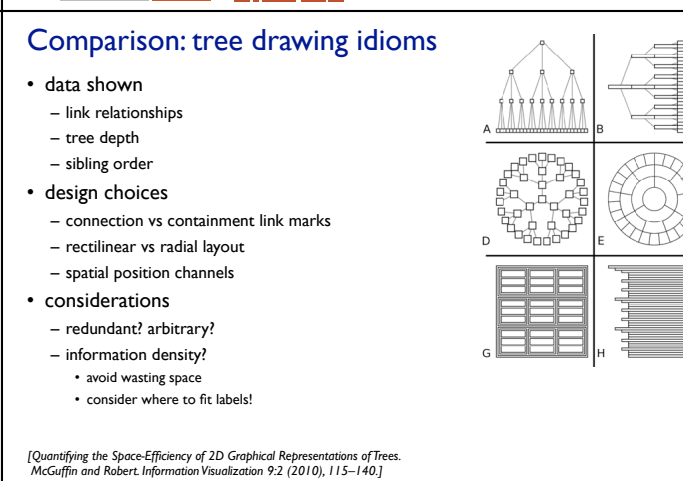 Comparison: tree drawing idioms
• data shown
– link relationships
– tree depth
– sibling order
• design choices
– connection vs containment link marks
– rectilinear vs radial layout
– spatial position channels
• considerations
– redundant? arbitrary?
– information density?
• avoid wasting space
• consider where to fit labels!
[Quantifying the Space-Efficiency of 2D Graphical Representations of Trees.
McGuffin and Robert. Information Visualization 9:2 (2010), 115–140.]
A
B
D
E
G
H